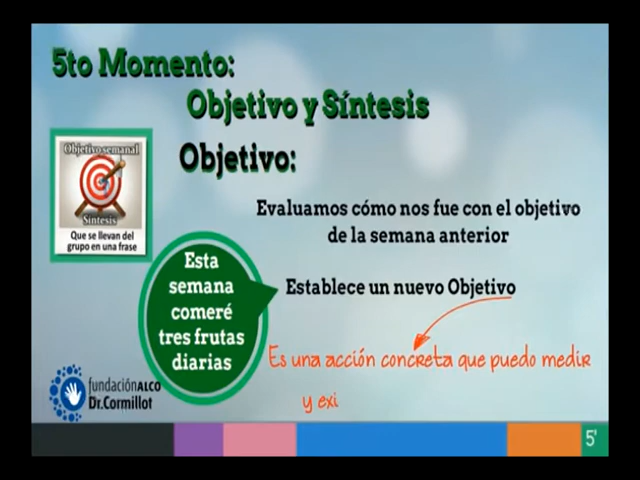 5to Momento:
Objetivo y Síntesis
Objetivo semanal
Síntesis
Que se llevan del
grupo en una frase
Objetivo:
Evaluamos cómo nos fue con el objetivo
de la semana anterior
Esta
semana
comeré
tres frutas
diarias
Establece un nuevo Objetivo
Es una acción concreta que puedo medir
y exi
fundaciónALCO
Dr.Cormillot
5'